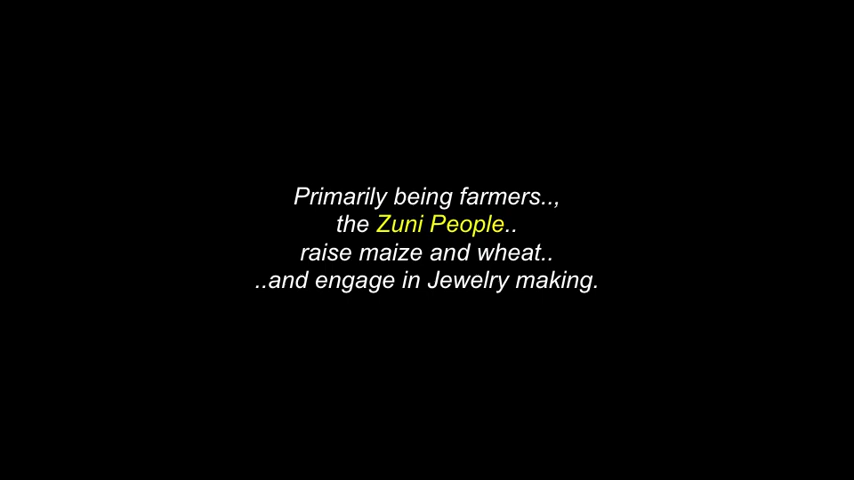 Primarily being farmers..,
the Zuni People..
raise maize and wheat..
..and engage in Jewelry making.